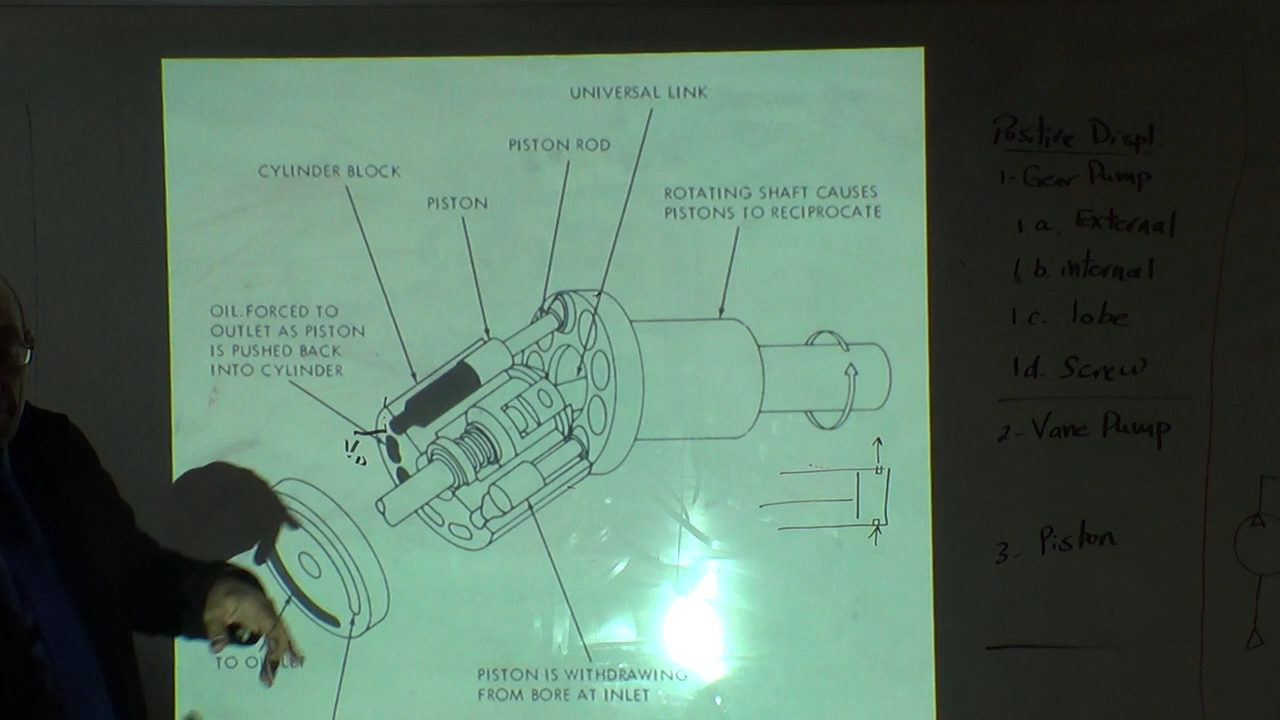 UNIVERSAL LINK
PISTON ROD
CYLINDER BLOCK
PISTON
ROTATING SHAFT CAUSES
PISTONS TO RECIPROCATE
OIL FORCED TO
OUTLET AS PISTON
IS PUSHED BACK
INTO CYLINDER
TO OUTLET
PISTON IS WITHDRAWING
FROM BORE AT INLET
Positive Displ.
1- Gear Pump
1 a. External
1 b. internal
1 c. lobe
1d. Screw
2- Vane Pump
3- Piston